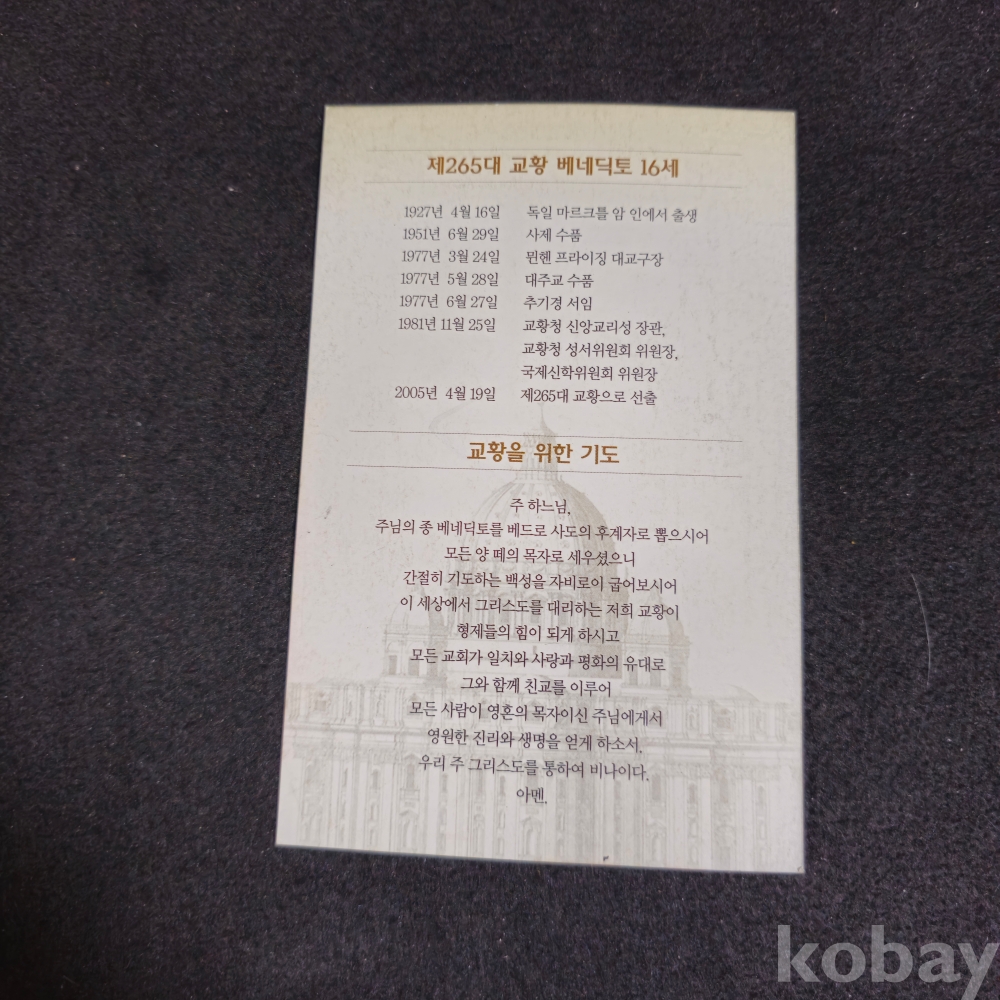 제265대 교황 베네딕토 16세
1927년 4월 16일 독일 마르크틀 암 인에서 출생
1951년 6월 29일 사제 수품
1977년 3월 24일 뮌헨 프라이징 대교구장
1977년 5월 28일 대주교 수품
1977년 6월 27일 추기경 서임
1981년 11월 25일 교황청 신앙교리성 장관,
교황청 성서위원회 위원장,
국제신학위원회 위원장
2005년 4월 19일 제265대 교황으로 선출
교황을 위한 기도
주 하느님,
주님의 종 베네딕토를 베드로 사도의 후계자로 뽑으시어
모든 양 떼의 목자로 세우셨으니
간절히 기도하는 백성을 자비로이 굽어보시어
이 세상에서 그리스도를 대리하는 저희 교황이
형제들의 힘이 되게 하시고
모든 교회가 일치와 사랑과 평화의 유대로
그와 함께 친교를 이루어
모든 사람이 영혼의 목자이신 주님에게서
영원한 진리와 생명을 얻게 하소서.
우리 주 그리스도를 통하여 비나이다.
아멘.
kobay